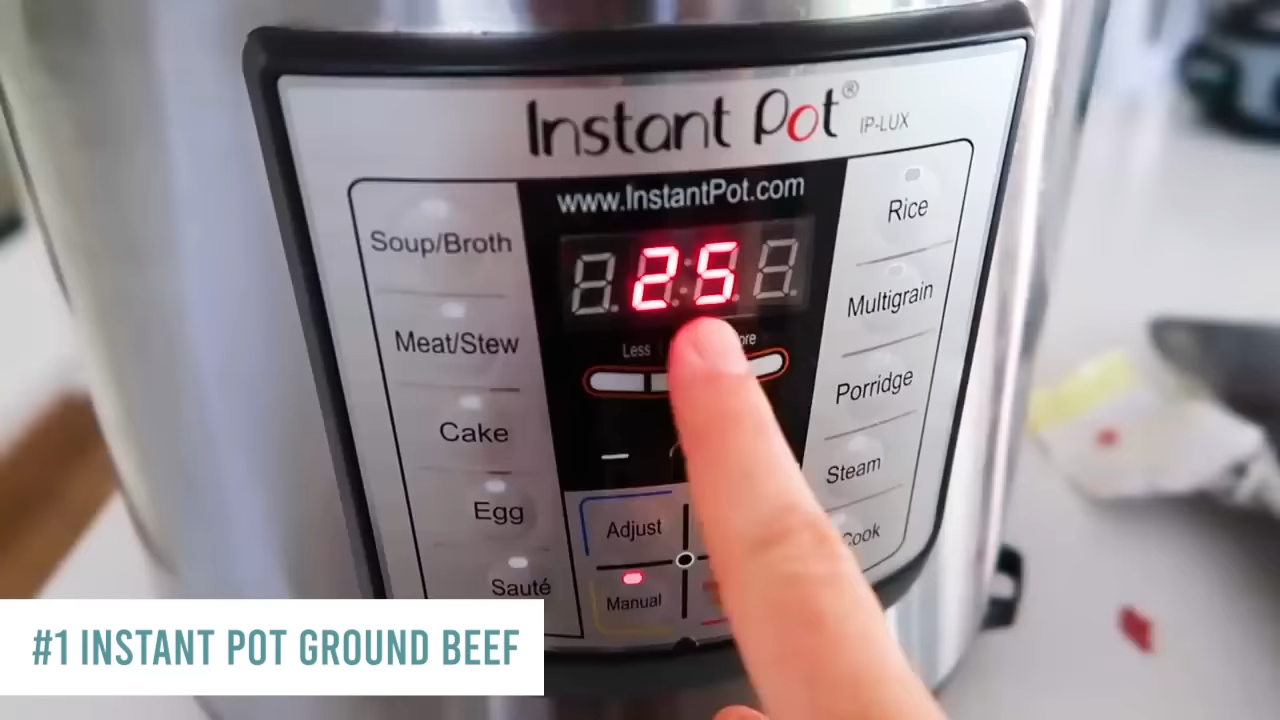 Instant Pot® IP-LUX
www.InstantPot.com
25
Less
Soup/Broth
Meat/Stew
Cake
Egg
Sauté
Rice
Multigrain
Porridge
Steam
Cook
Adjust
Manual
#1 INSTANT POT GROUND BEEF